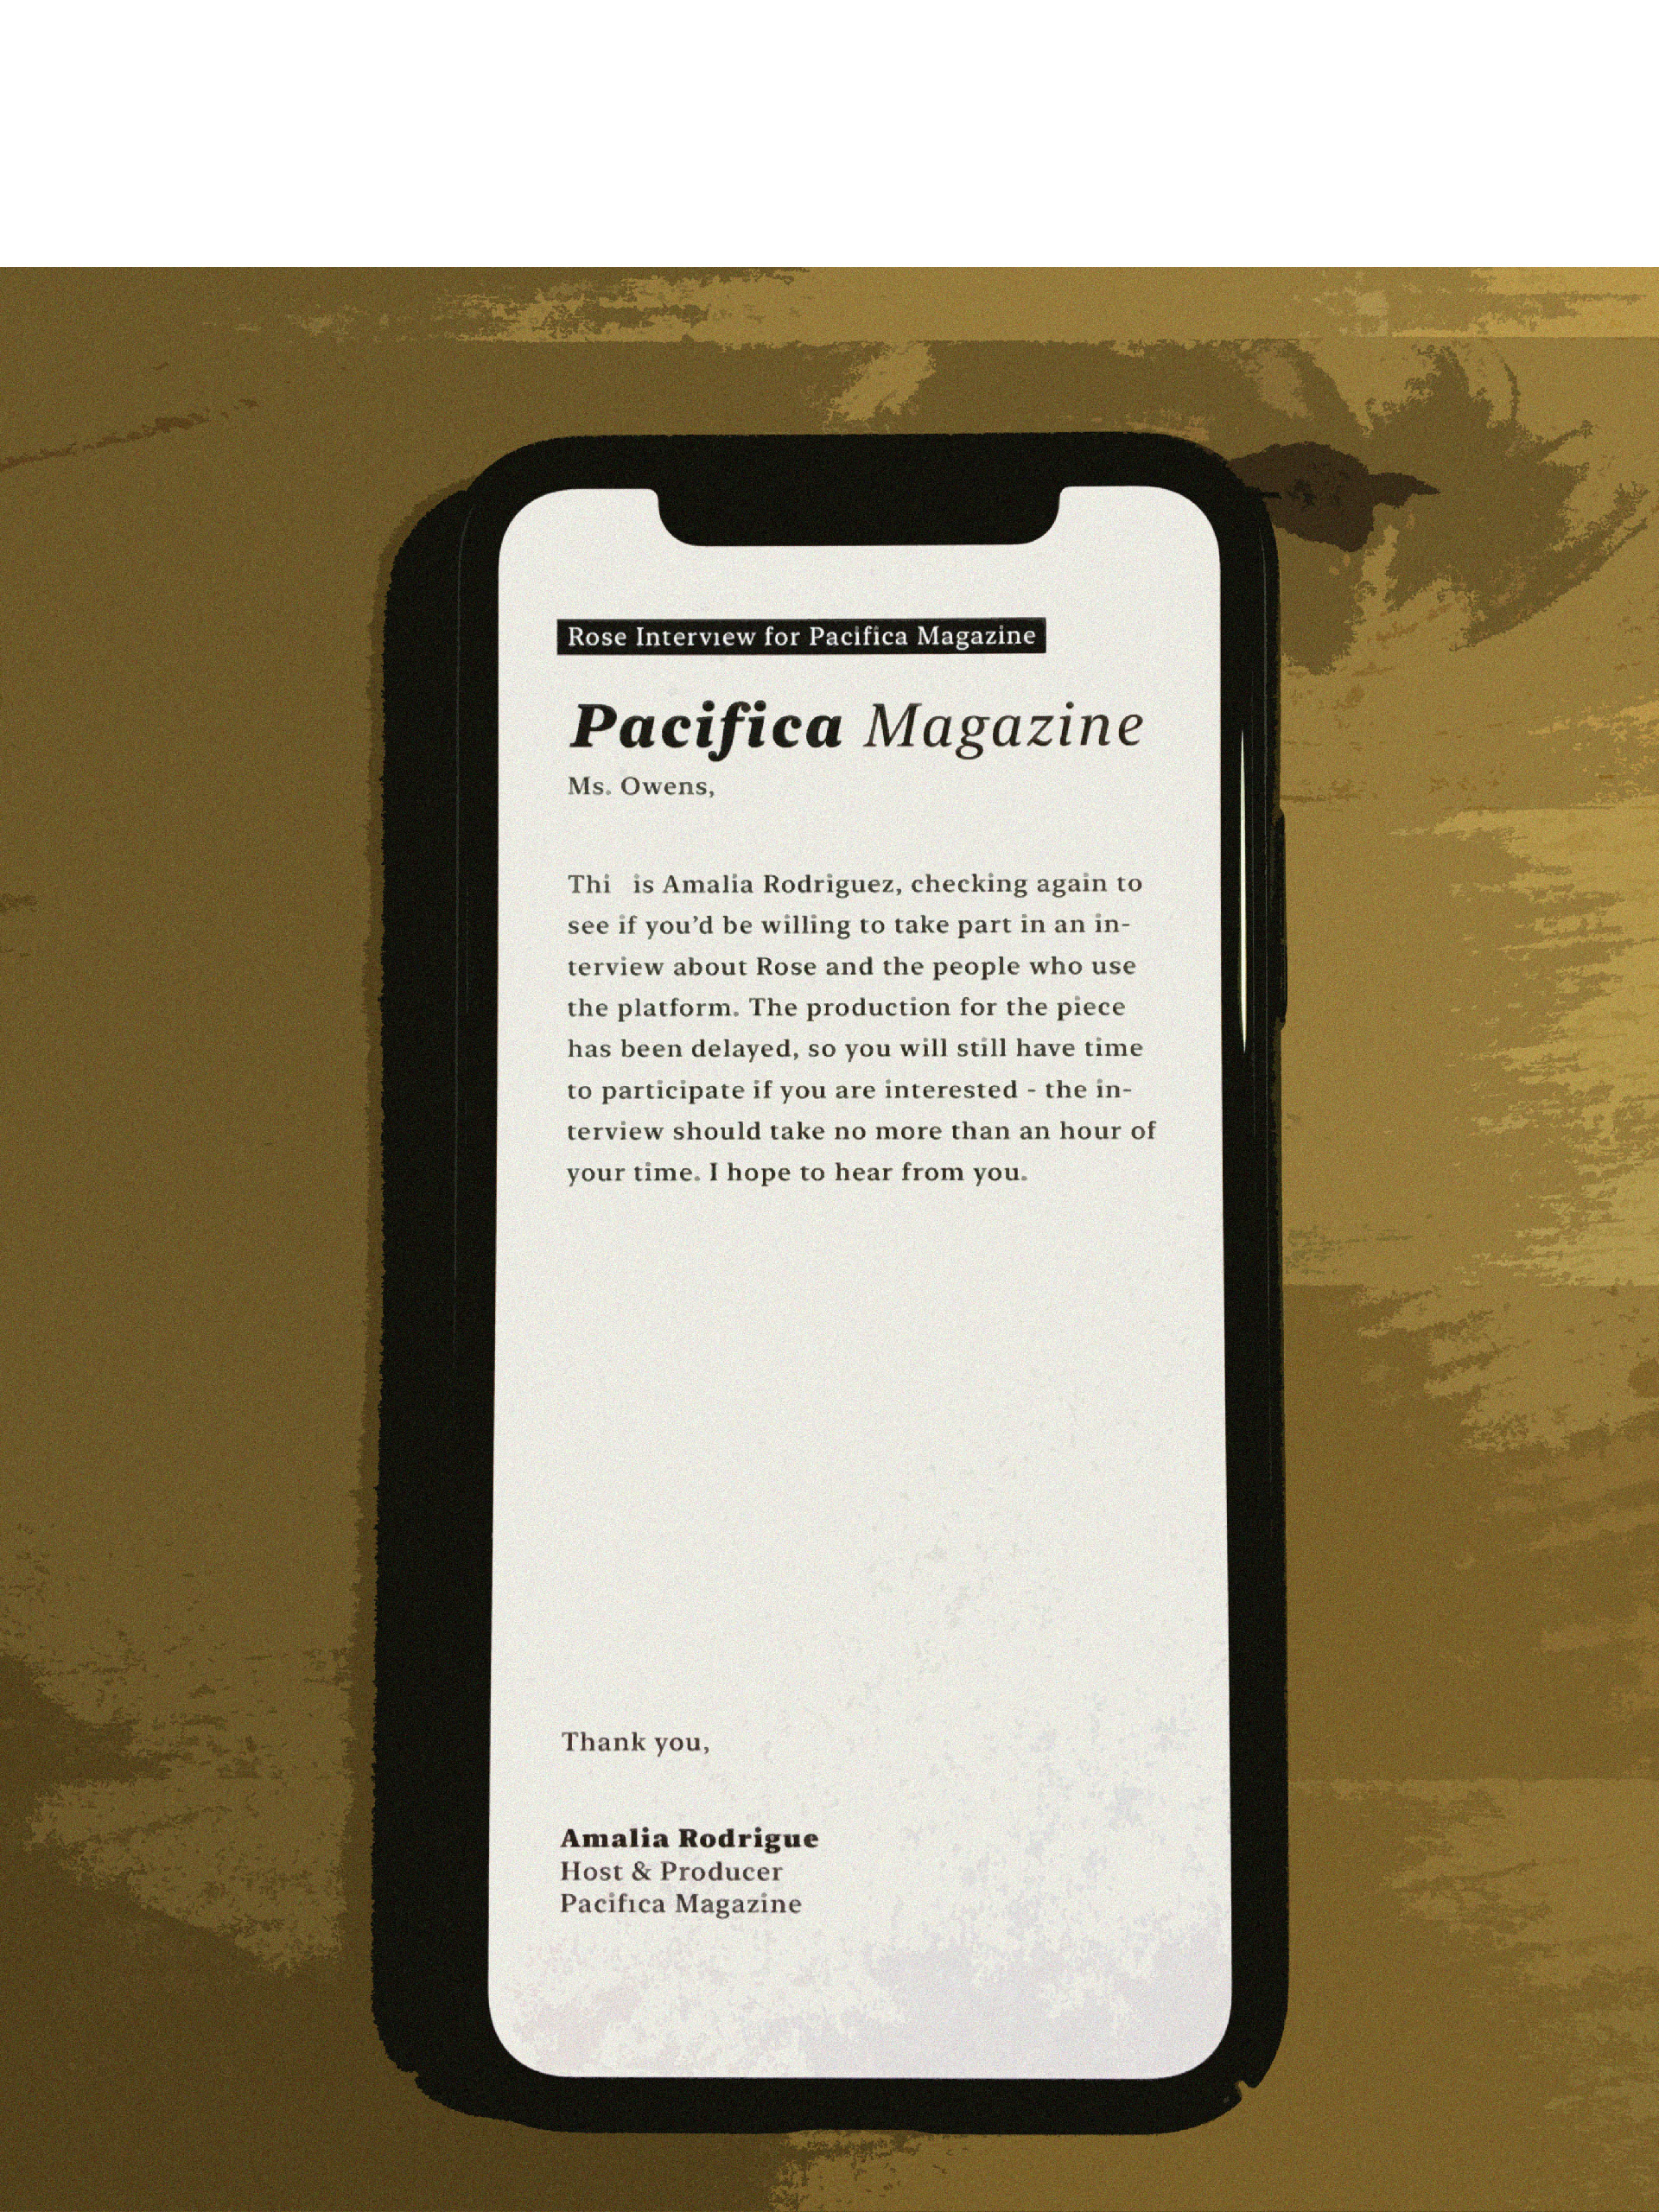 Rose Interview for Pacifica Magazine
Pacifica Magazine
Ms. Owens,
Thi is Amalia Rodriguez, checking again to
see if you’d be willing to take part in an in-
terview about Rose and the people who use
the platform. The production for the piece
has been delayed, so you will still have time
to participate if you are interested - the in-
terview should take no more than an hour of
your time. I hope to hear from you.
Thank you,
Amalia Rodrigue
Host & Producer
Pacifica Magazine